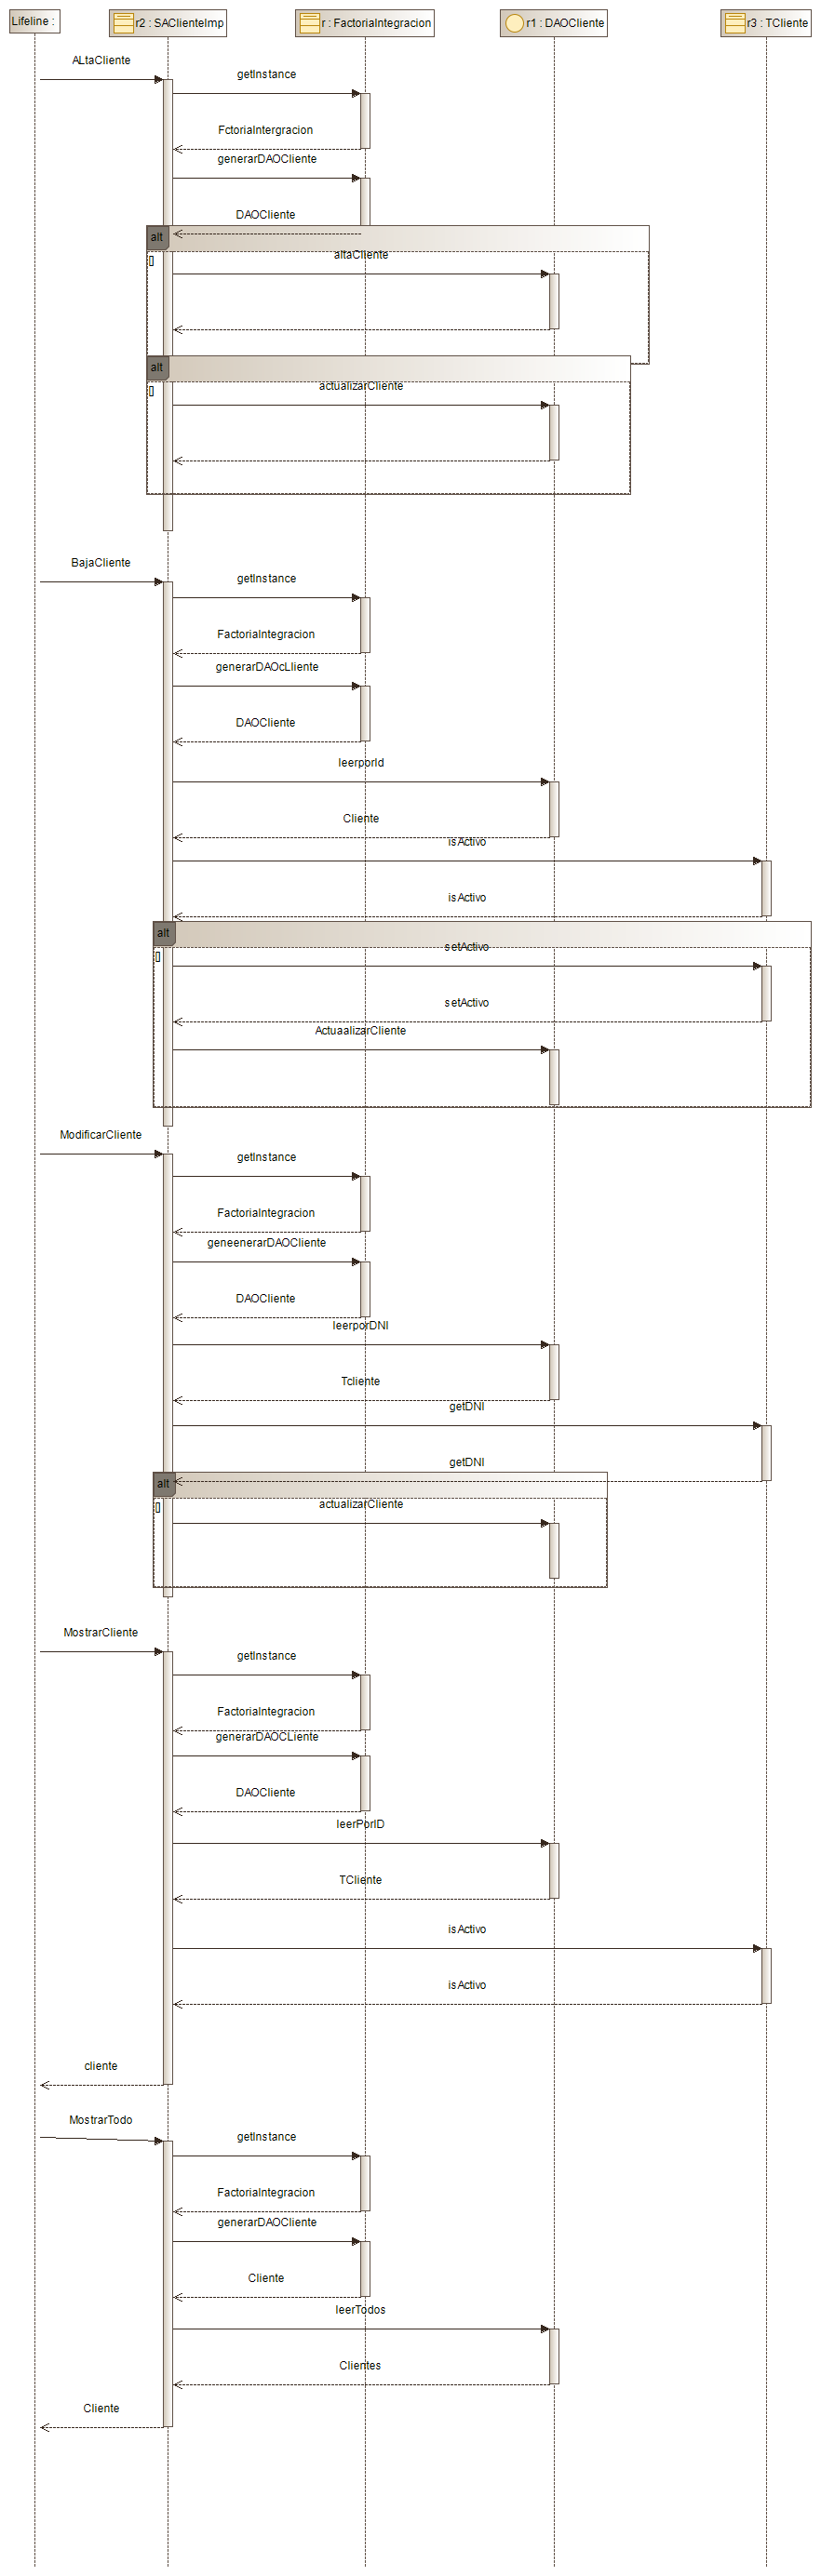 Lifeline :
r2 : SAClienteImp
r : FactoriaIntegracion
r1 : DAOCliente
r3 : TCliente
ALtaCliente
getInstance
FctoriaIntergracion
generarDAOCliente
DAOCliente
alt
[]
altaCliente
alt
[]
actualizarCliente
BajaCliente
getInstance
FactoriaIntegracion
generarDAOcLliente
DAOCliente
leerporId
Cliente
isActivo
isActivo
alt
[]
setActivo
setActivo
ActuaalizarCliente
ModificarCliente
getInstance
FactoriaIntegracion
geneenerarDAOCliente
DAOCliente
leerporDNI
Tcliente
getDNI
getDNI
alt
[]
actualizarCliente
MostrarCliente
getInstance
FactoriaIntegracion
generarDAOCLiente
DAOCliente
leerPorID
TCliente
isActivo
isActivo
cliente
MostrarTodo
getInstance
FactoriaIntegracion
generarDAOCliente
Cliente
leerTodos
Clientes
Cliente